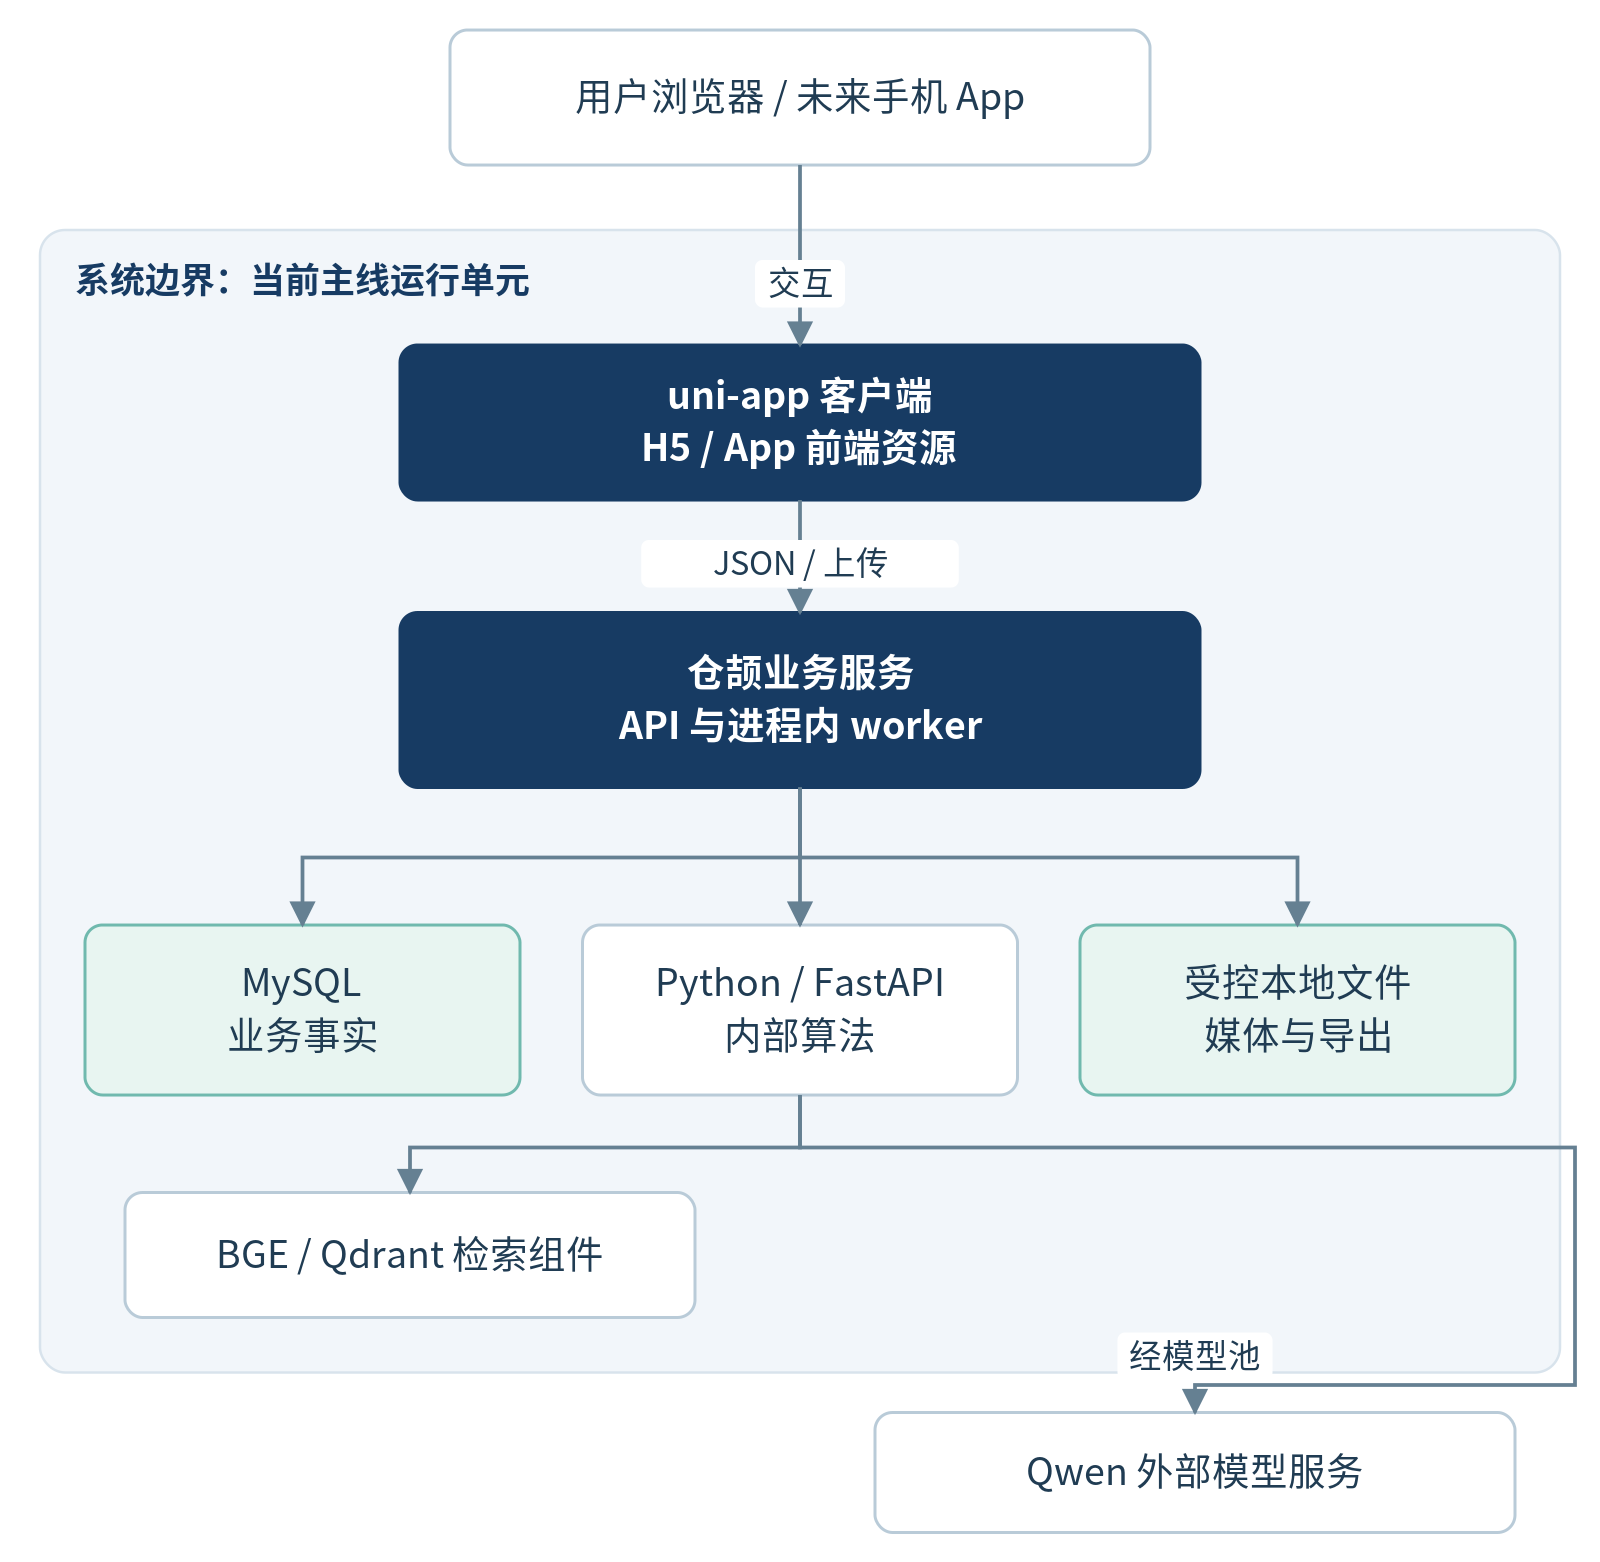 用户浏览器 / 未来手机 App
系统边界：当前主线运行单元
交互
uni-app 客户端
H5 / App 前端资源
JSON / 上传
仓颉业务服务
API 与进程内 worker
MySQL
业务事实
Python / FastAPI
内部算法
受控本地文件
媒体与导出
BGE / Qdrant 检索组件
经模型池
Qwen 外部模型服务